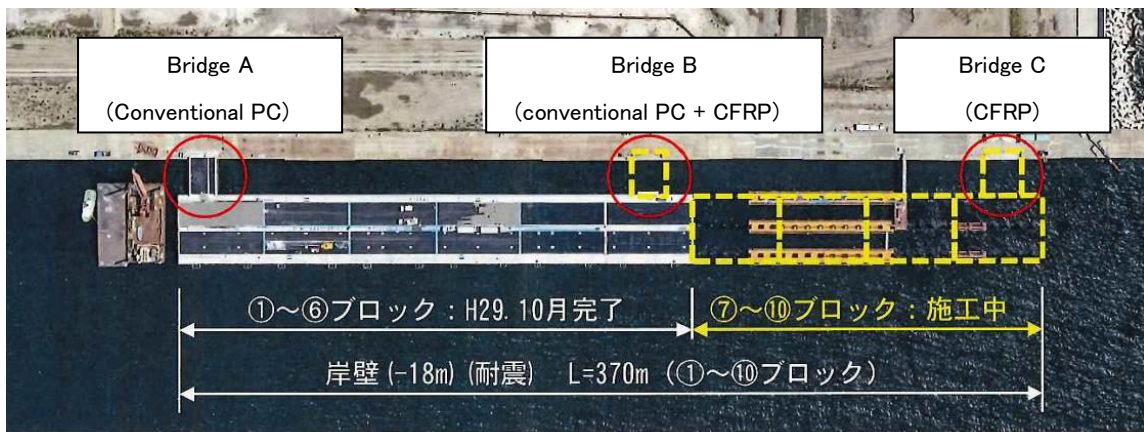 Bridge A
(Conventional PC)
Bridge B
(conventional PC + CFRP)
Bridge C
(CFRP)
①～⑥ブロック：H29.10月完了
⑦～⑩ブロック：施工中
岸壁(-18m)(耐震) L=370m（①～⑩ブロック）